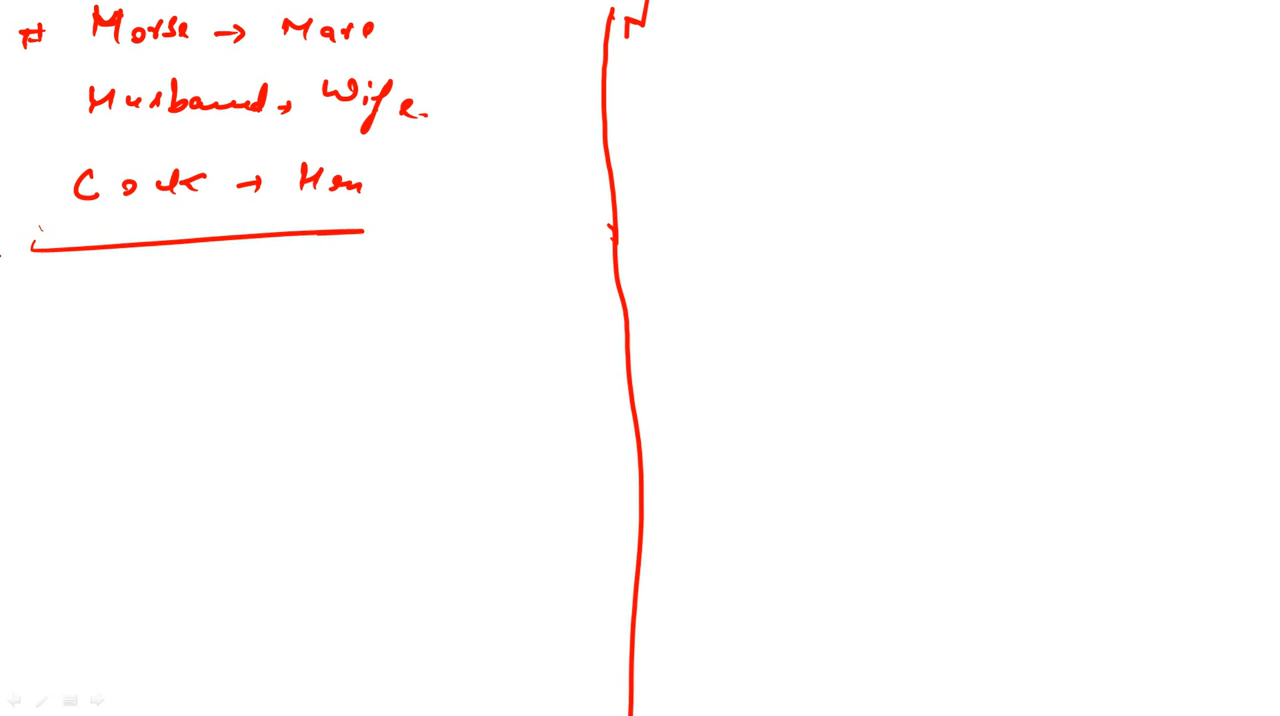 # Horse → Mare
Husband → Wife.
Cock → Hen
N